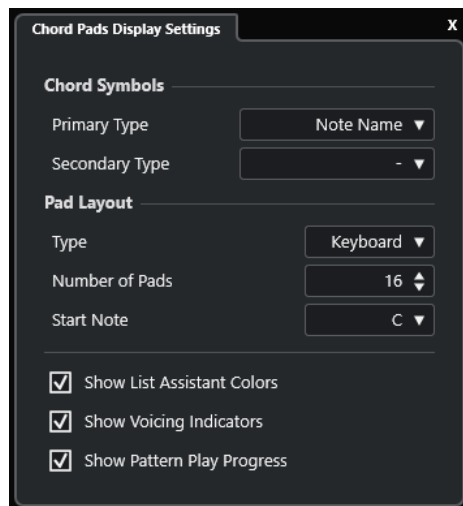 Chord Pads Display Settings X
Chord Symbols
Primary Type Note Name
Secondary Type -
Pad Layout
Type Keyboard
Number of Pads 16
Start Note C
Show List Assistant Colors
Show Voicing Indicators
Show Pattern Play Progress